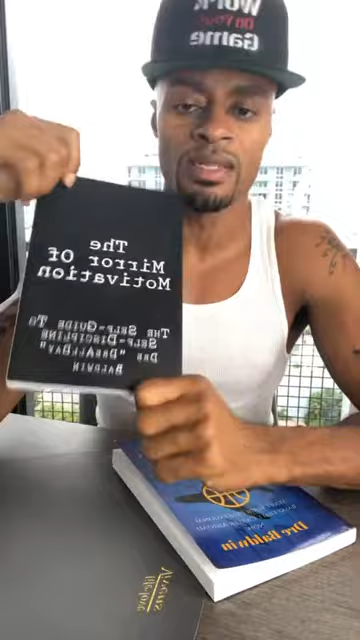 Work
On Your
Game
The
Mirror Of
Motivation
The Self-Guide To
Self-Discipline
Dre "DreAllDay"
Baldwin
Dre Baldwin